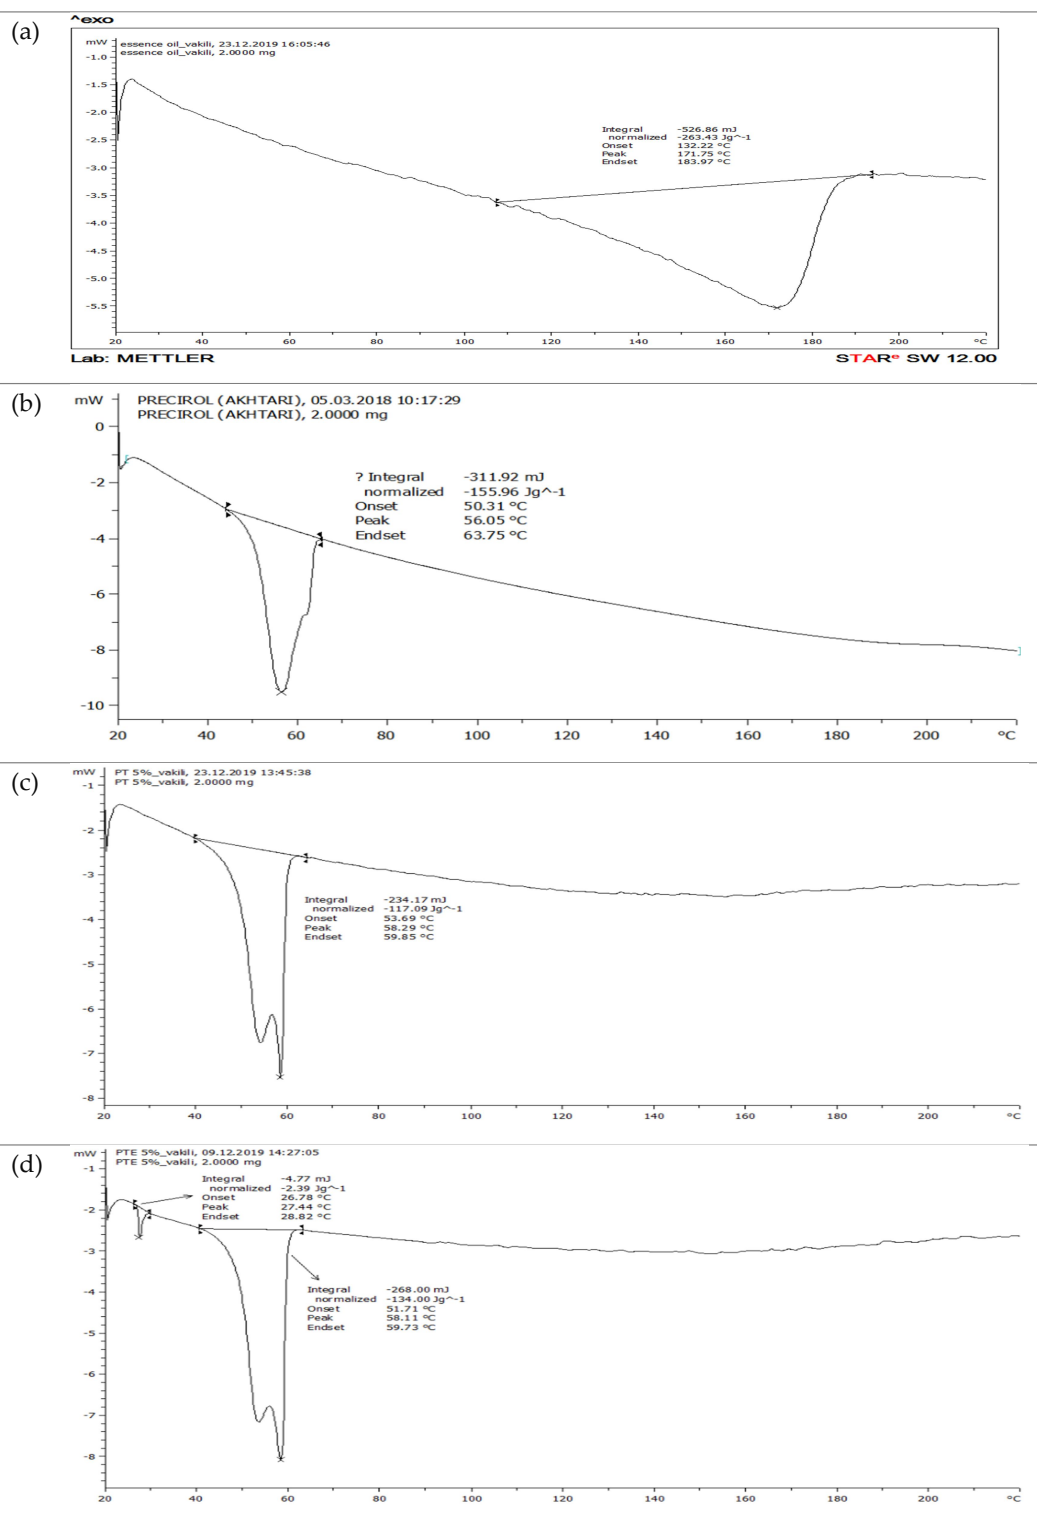 (a)
^exo
mW
essence oil_vakili, 23.12.2019 16:05:46
essence oil_vakili, 2.0000 mg
-1.0
-1.5
-2.0
-2.5
-3.0
-3.5
-4.0
-4.5
-5.0
-5.5
Integral -526.86 mJ
normalized -263.43 Jg^-1
Onset 132.22 °C
Peak 171.75 °C
Endset 183.97 °C
20 40 60 80 100 120 140 160 180 200 °C
Lab: METTLER STARe SW 12.00
(b)
mW
PRECIROL (AKHTARI), 05.03.2018 10:17:29
PRECIROL (AKHTARI), 2.0000 mg
0
-2
-4
-6
-8
-10
? Integral -311.92 mJ
normalized -155.96 Jg^-1
Onset 50.31 °C
Peak 56.05 °C
Endset 63.75 °C
20 40 60 80 100 120 140 160 180 200 °C
(c)
mW
PT 5%_vakili, 23.12.2019 13:45:38
PT 5%_vakili, 2.0000 mg
-1
-2
-3
-4
-5
-6
-7
-8
Integral -234.17 mJ
normalized -117.09 Jg^-1
Onset 53.69 °C
Peak 58.29 °C
Endset 59.85 °C
20 40 60 80 100 120 140 160 180 200 °C
(d)
mW
PTE 5%_vakili, 09.12.2019 14:27:05
PTE 5%_vakili, 2.0000 mg
-1
-2
-3
-4
-5
-6
-7
-8
Integral -4.77 mJ
normalized -2.39 Jg^-1
Onset 26.78 °C
Peak 27.44 °C
Endset 28.82 °C
Integral -268.00 mJ
normalized -134.00 Jg^-1
Onset 51.71 °C
Peak 58.11 °C
Endset 59.73 °C
20 40 60 80 100 120 140 160 180 200 °C